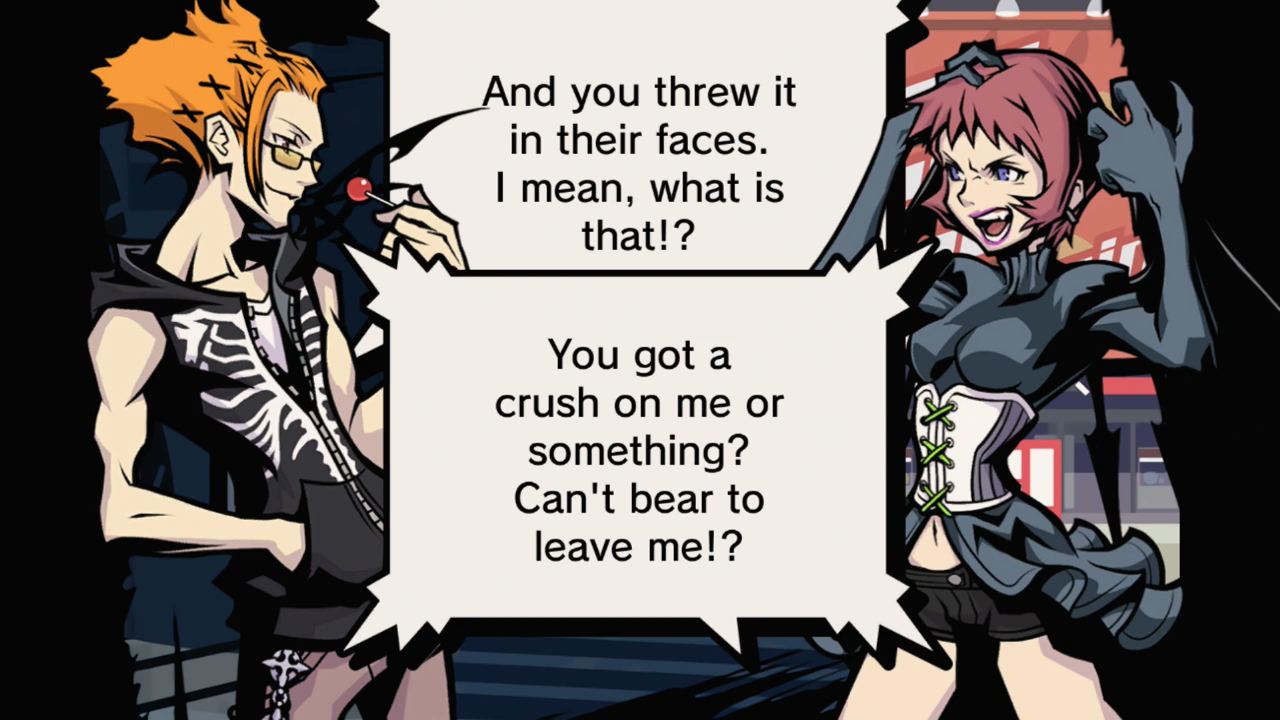 And you threw it
in their faces.
I mean, what is
that!?
You got a
crush on me or
something?
Can't bear to
leave me!?